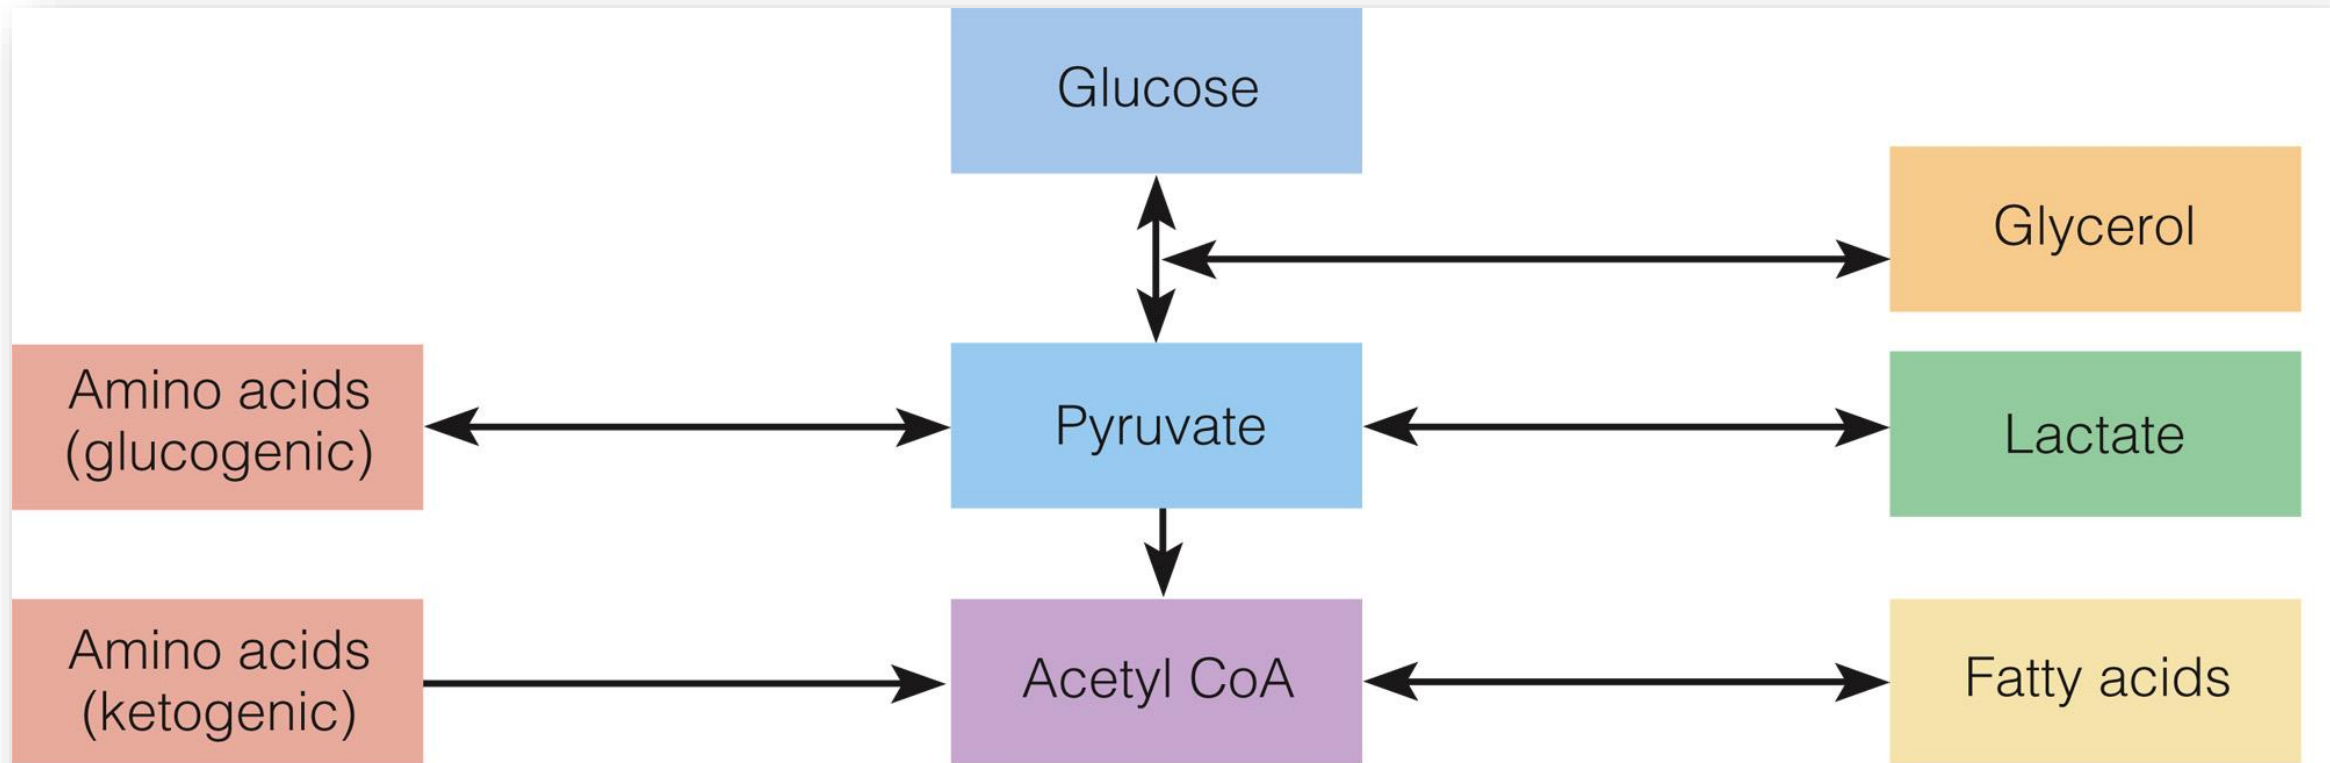 Glucose
Glycerol
Amino acids
(glucogenic)
Pyruvate
Lactate
Amino acids
(ketogenic)
Acetyl CoA
Fatty acids